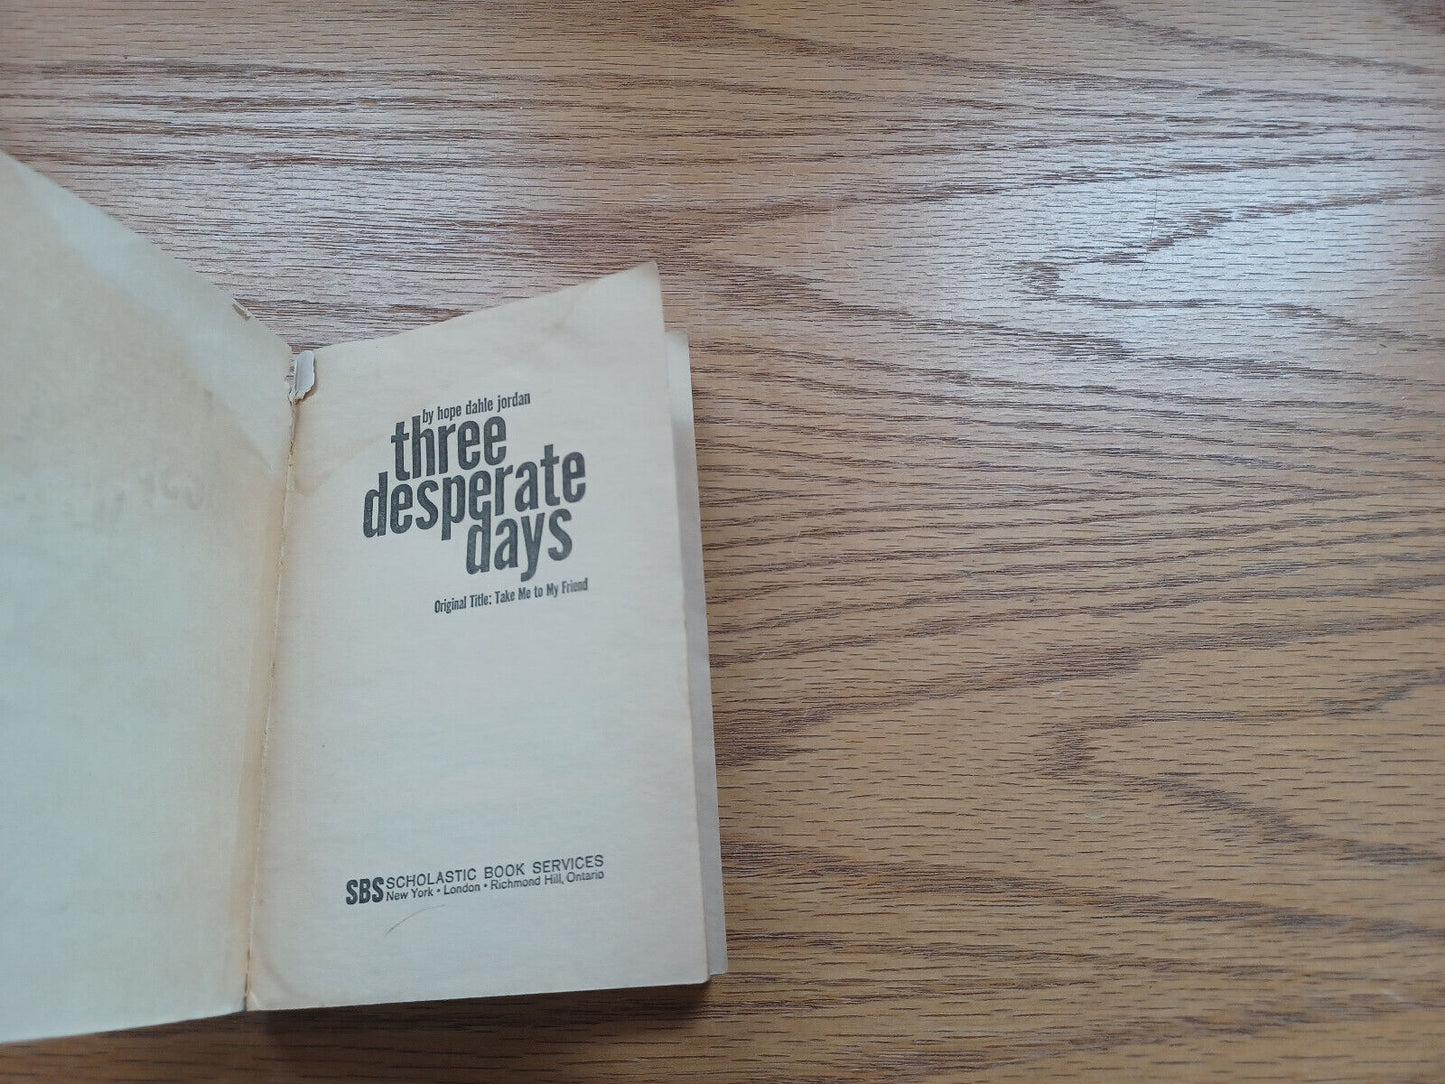 by hope dahle jordan
three
desperate
days
Original Title: Take Me to My Friend
SBS SCHOLASTIC BOOK SERVICES
New York • London • Richmond Hill, Ontario